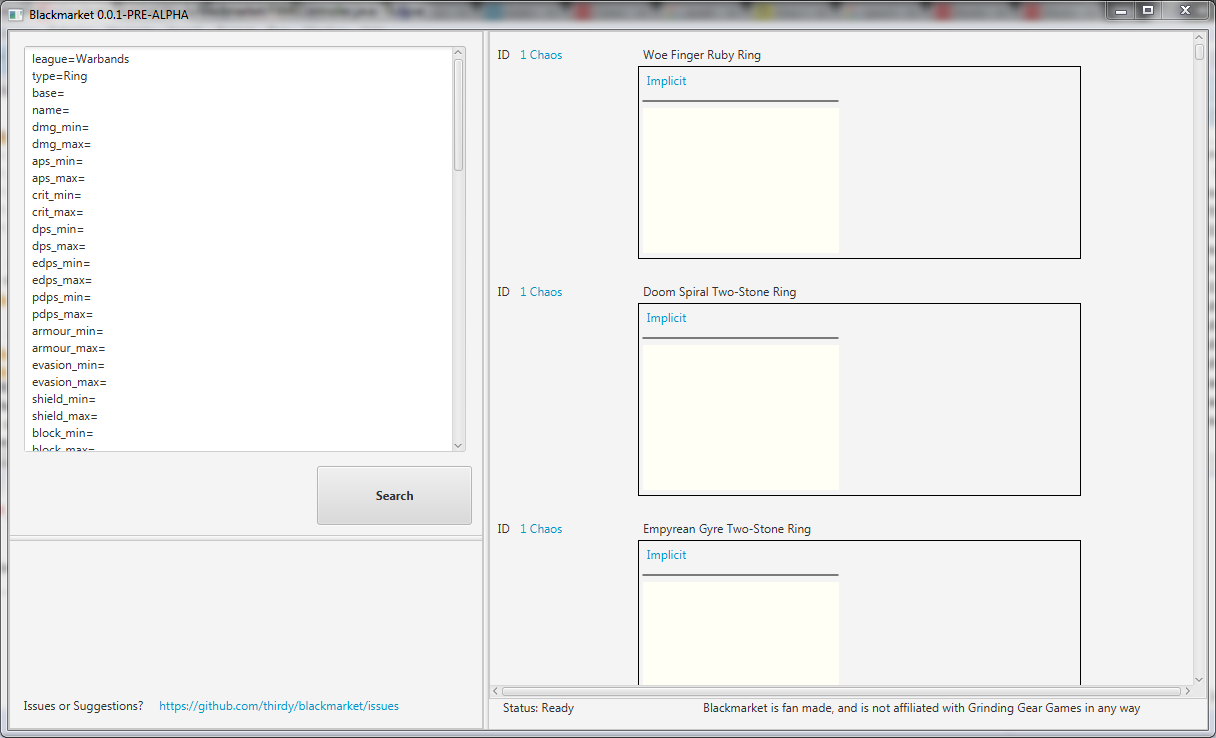 Blackmarket 0.0.1-PRE-ALPHA
league=Warbands
type=Ring
base=
name=
dmg_min=
dmg_max=
aps_min=
aps_max=
crit_min=
crit_max=
dps_min=
dps_max=
edps_min=
edps_max=
pdps_min=
pdps_max=
armour_min=
armour_max=
evasion_min=
evasion_max=
shield_min=
shield_max=
block_min=
block_max=
Search
Issues or Suggestions? https://github.com/thirdy/blackmarket/issues
ID 1 Chaos Woe Finger Ruby Ring
Implicit
ID 1 Chaos Doom Spiral Two-Stone Ring
Implicit
ID 1 Chaos Empyrean Gyre Two-Stone Ring
Implicit
Status: Ready Blackmarket is fan made, and is not affiliated with Grinding Gear Games in any way